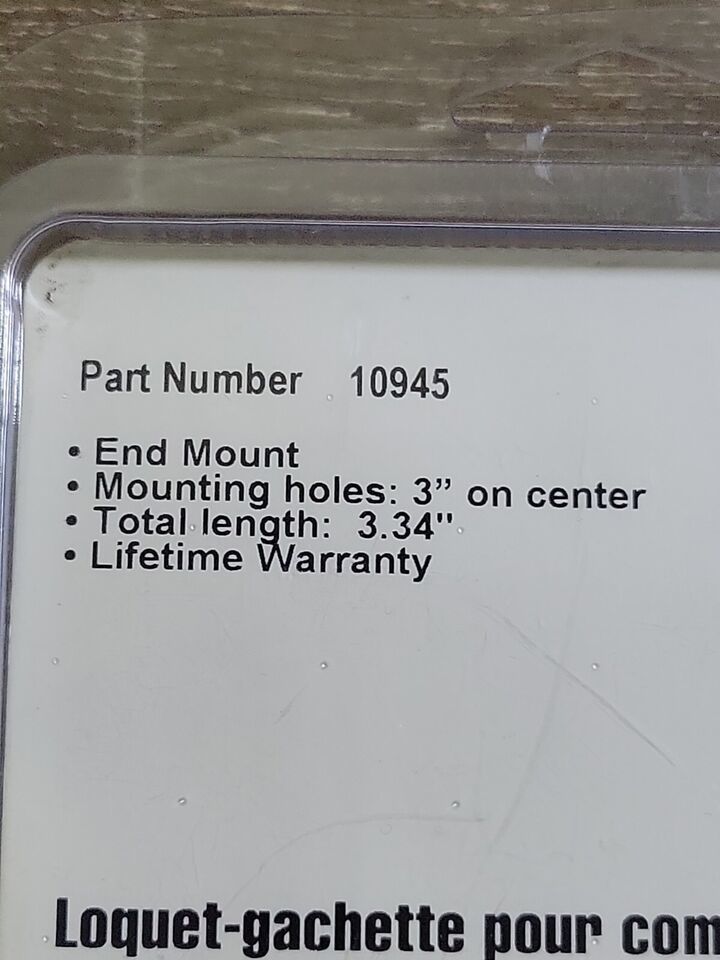 Part Number 10945
• End Mount
• Mounting holes: 3” on center
• Total length: 3.34"
• Lifetime Warranty
Loquet-gachette pour com